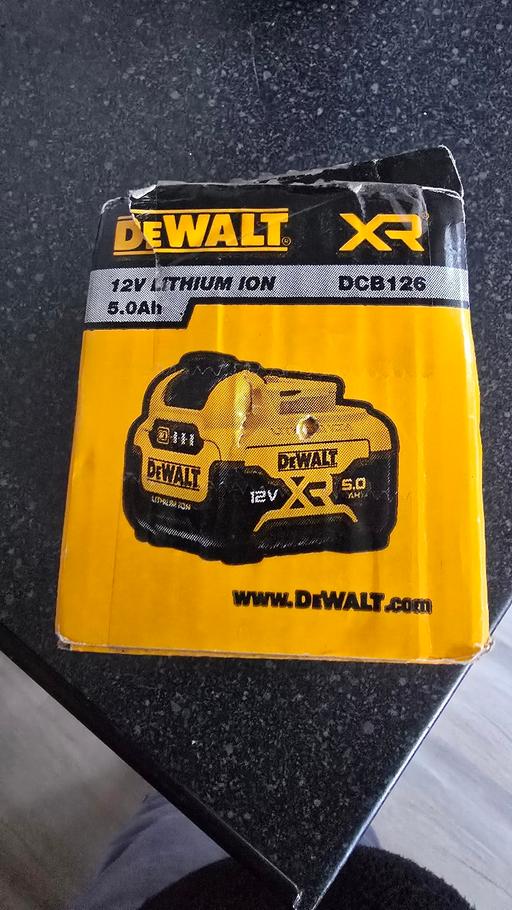 DEWALT® XR
12V LITHIUM ION DCB126
5.0Ah
DEWALT
LITHIUM ION
DEWALT
12V XR 5.0 AH
www.DEWALT.com